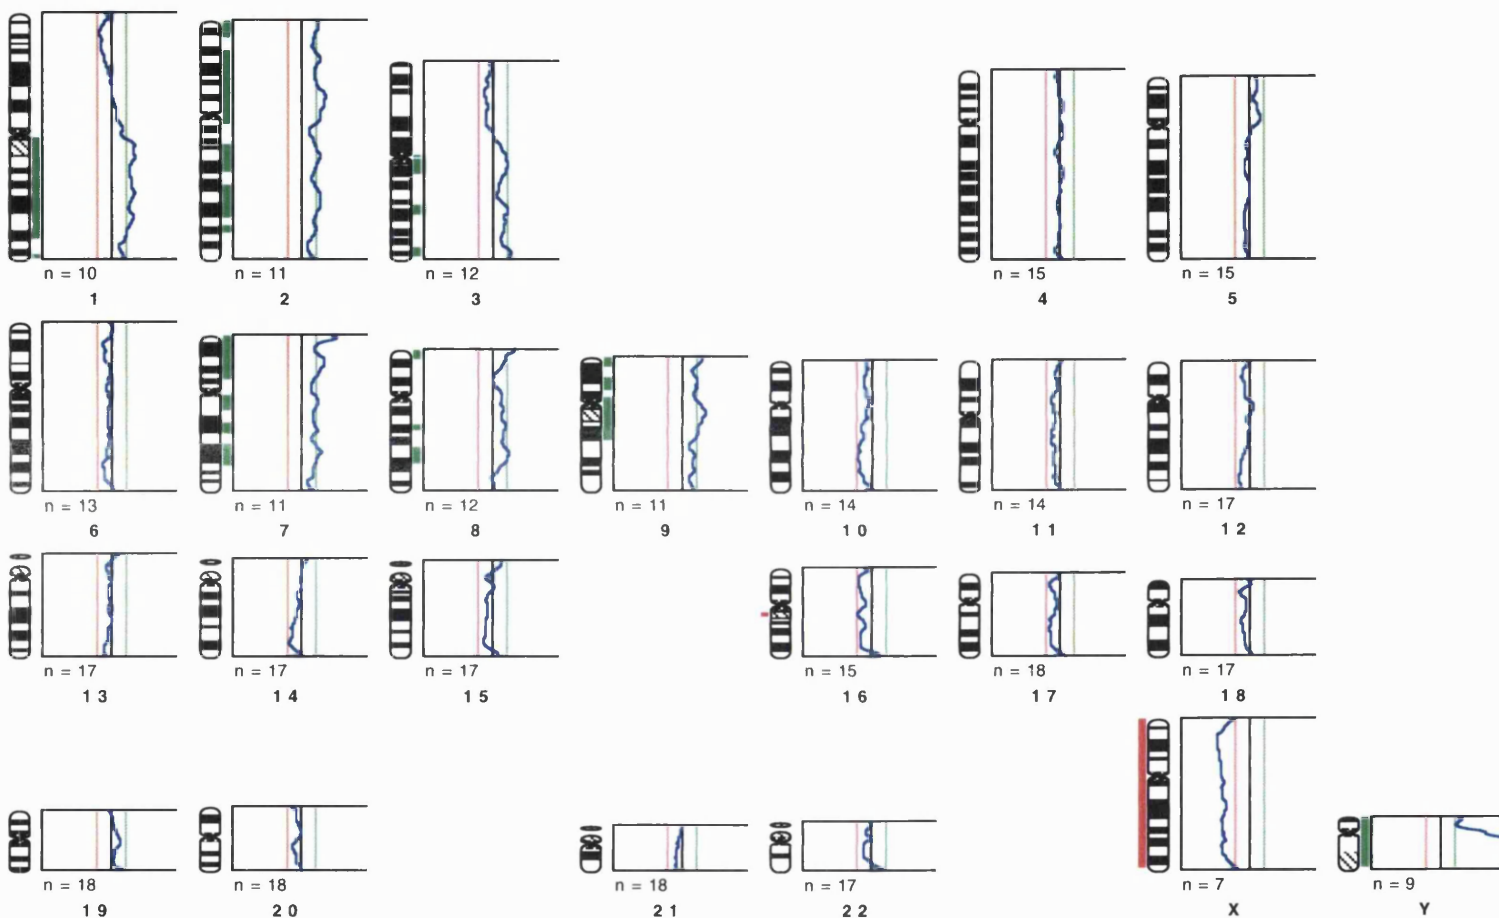 n = 10 n = 11 n = 12 n = 15 n = 15
1 2 3 4 5
n = 13 n = 11 n = 12 n = 11 n = 14 n = 14 n = 17
6 7 8 9 10 11 12
n = 17 n = 17 n = 17 n = 15 n = 18 n = 17
13 14 15 16 17 18
n = 18 n = 18 n = 18 n = 17 n = 7 n = 9
19 20 21 22 X Y